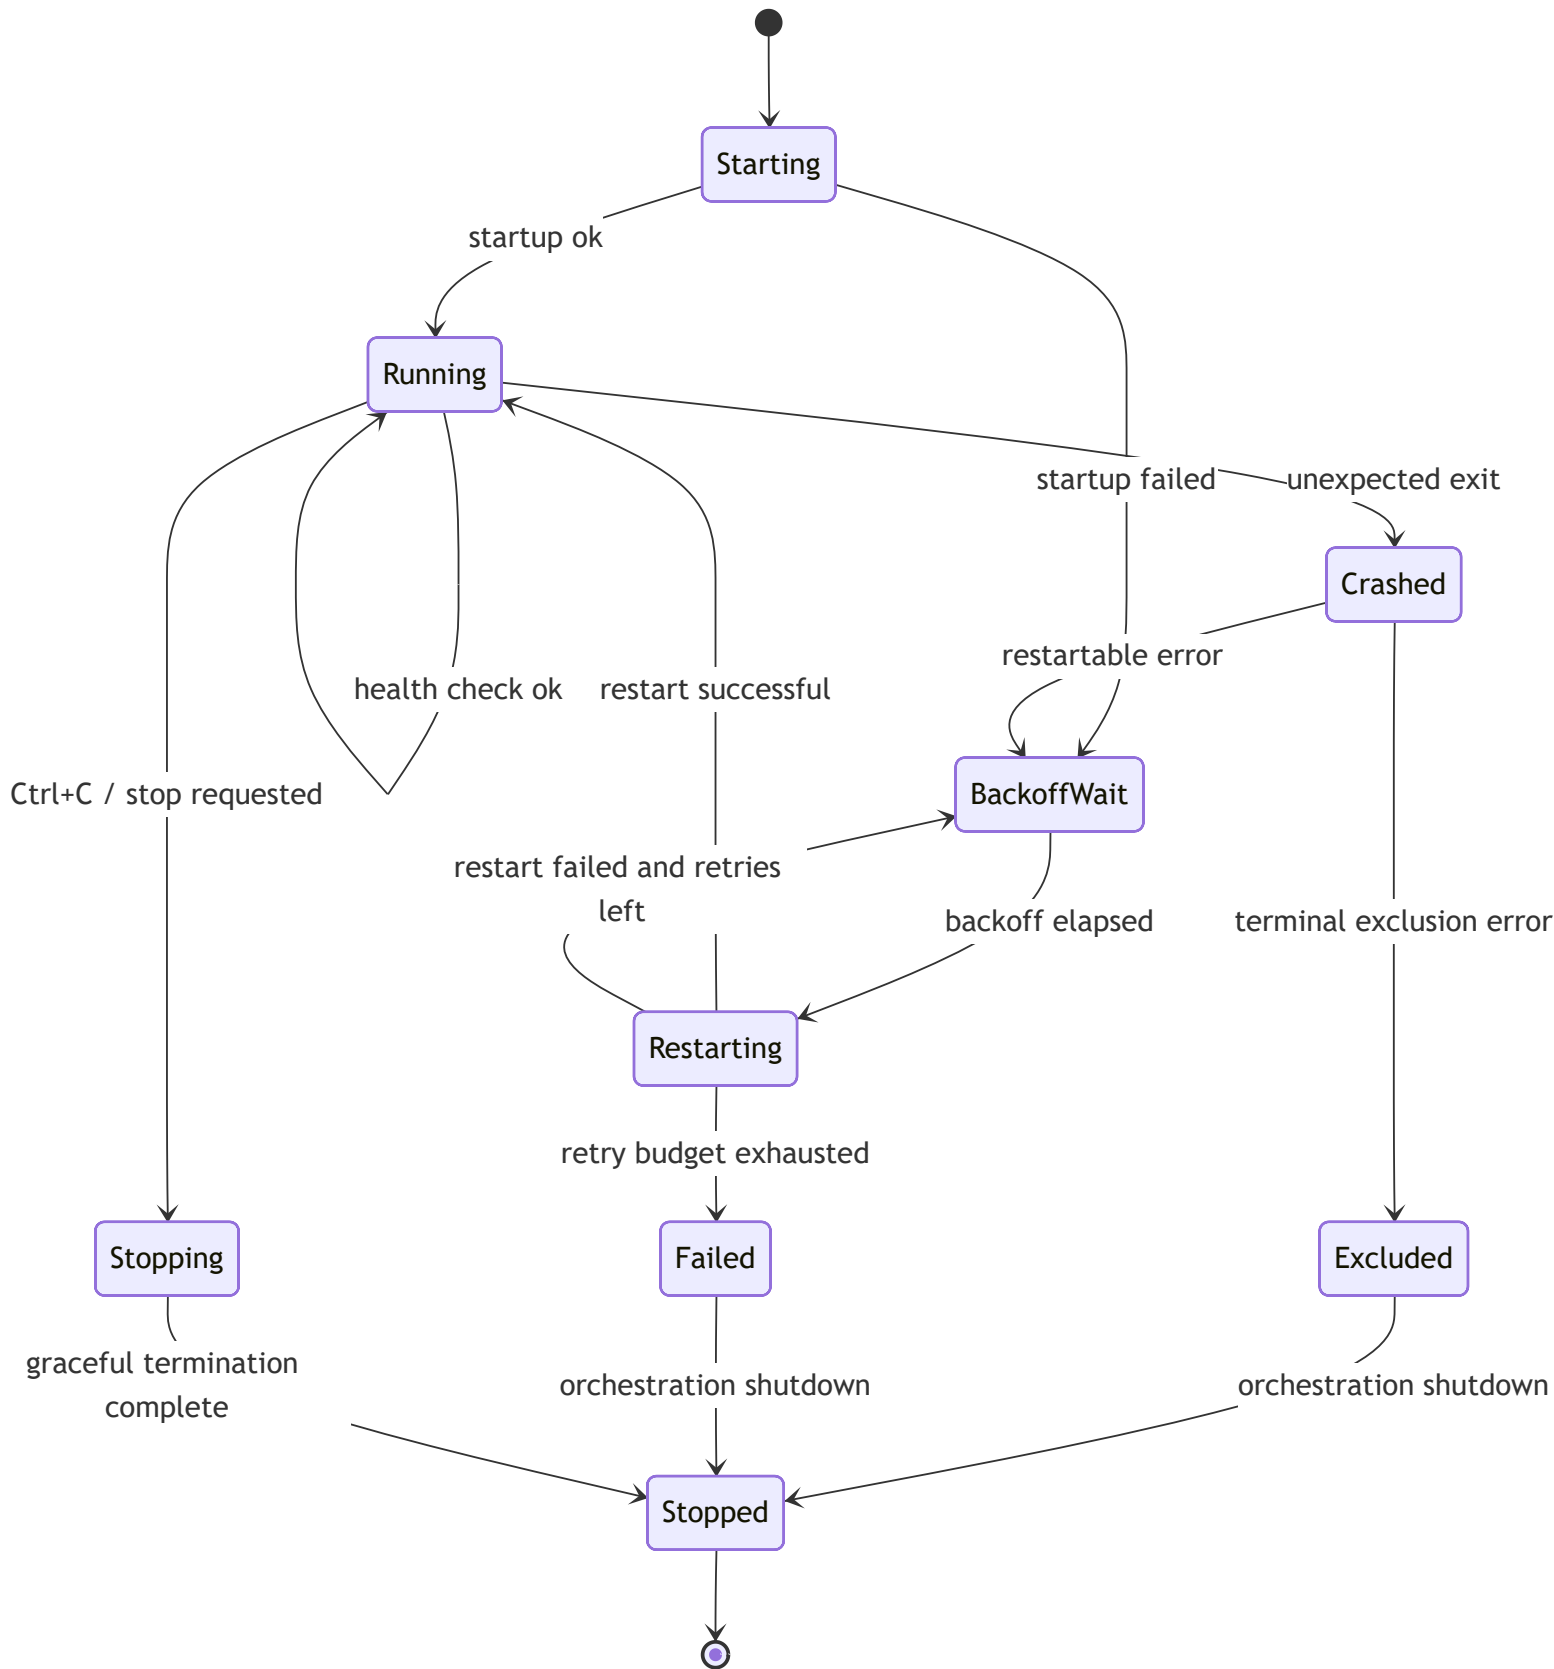 Starting
startup ok
Running
startup failed
unexpected exit
Crashed
restartable error
health check ok
restart successful
Ctrl+C / stop requested
BackoffWait
restart failed and retries
left
backoff elapsed
terminal exclusion error
Restarting
retry budget exhausted
Stopping
Failed
Excluded
graceful termination
complete
orchestration shutdown
orchestration shutdown
Stopped